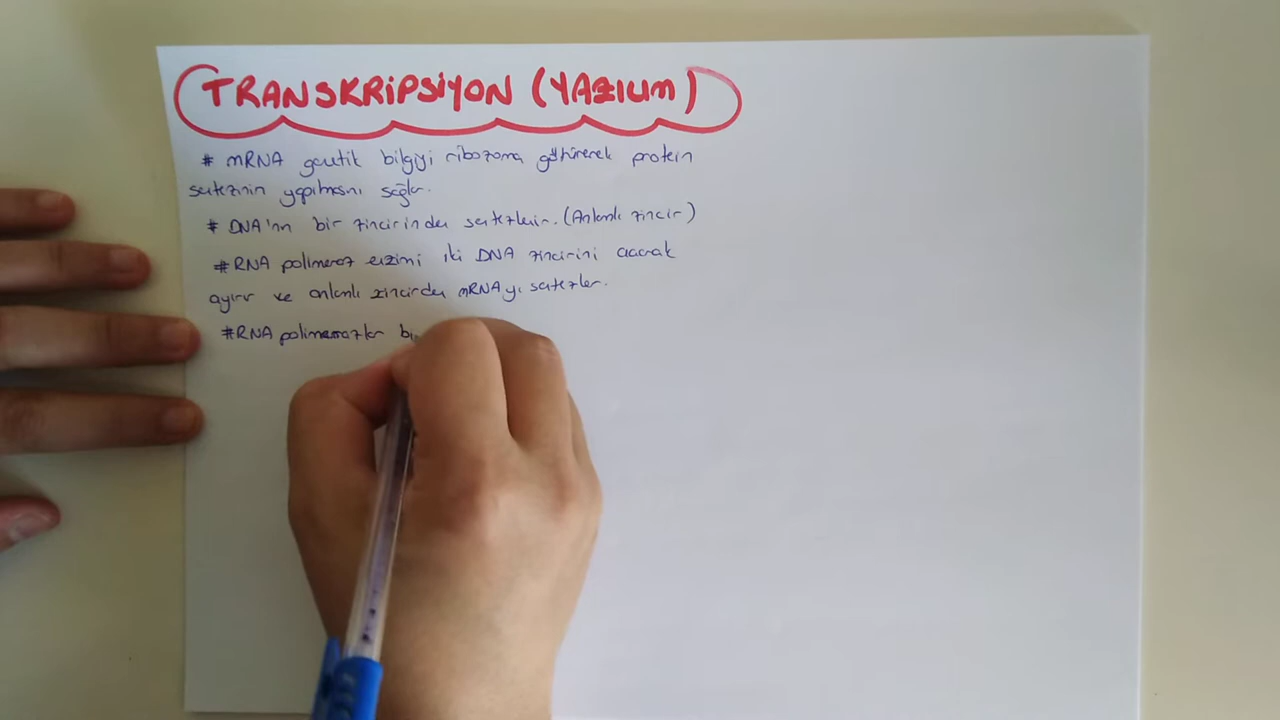 TRANSKRİPSİYON (YAZILIM)
# mRNA genetik bilgiyi ribozoma götürerek protein
sentezinin yapılmasını sağlar.
# DNA'nın bir zincirinden sentezlenir. (Anlamlı zincir)
#RNA polimeraz enzimi iki DNA zincirini açarak
ayırır ve anlamlı zincirden mRNA yı sentezler.
#RNA polimerazlar